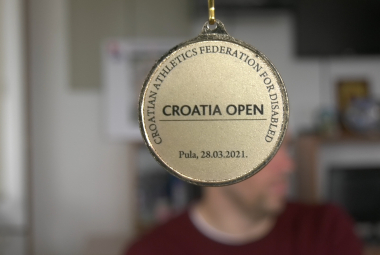 CROATIAN ATHLETICS FEDERATION FOR DISABLED
CROATIA OPEN
Pula, 28.03.2021.